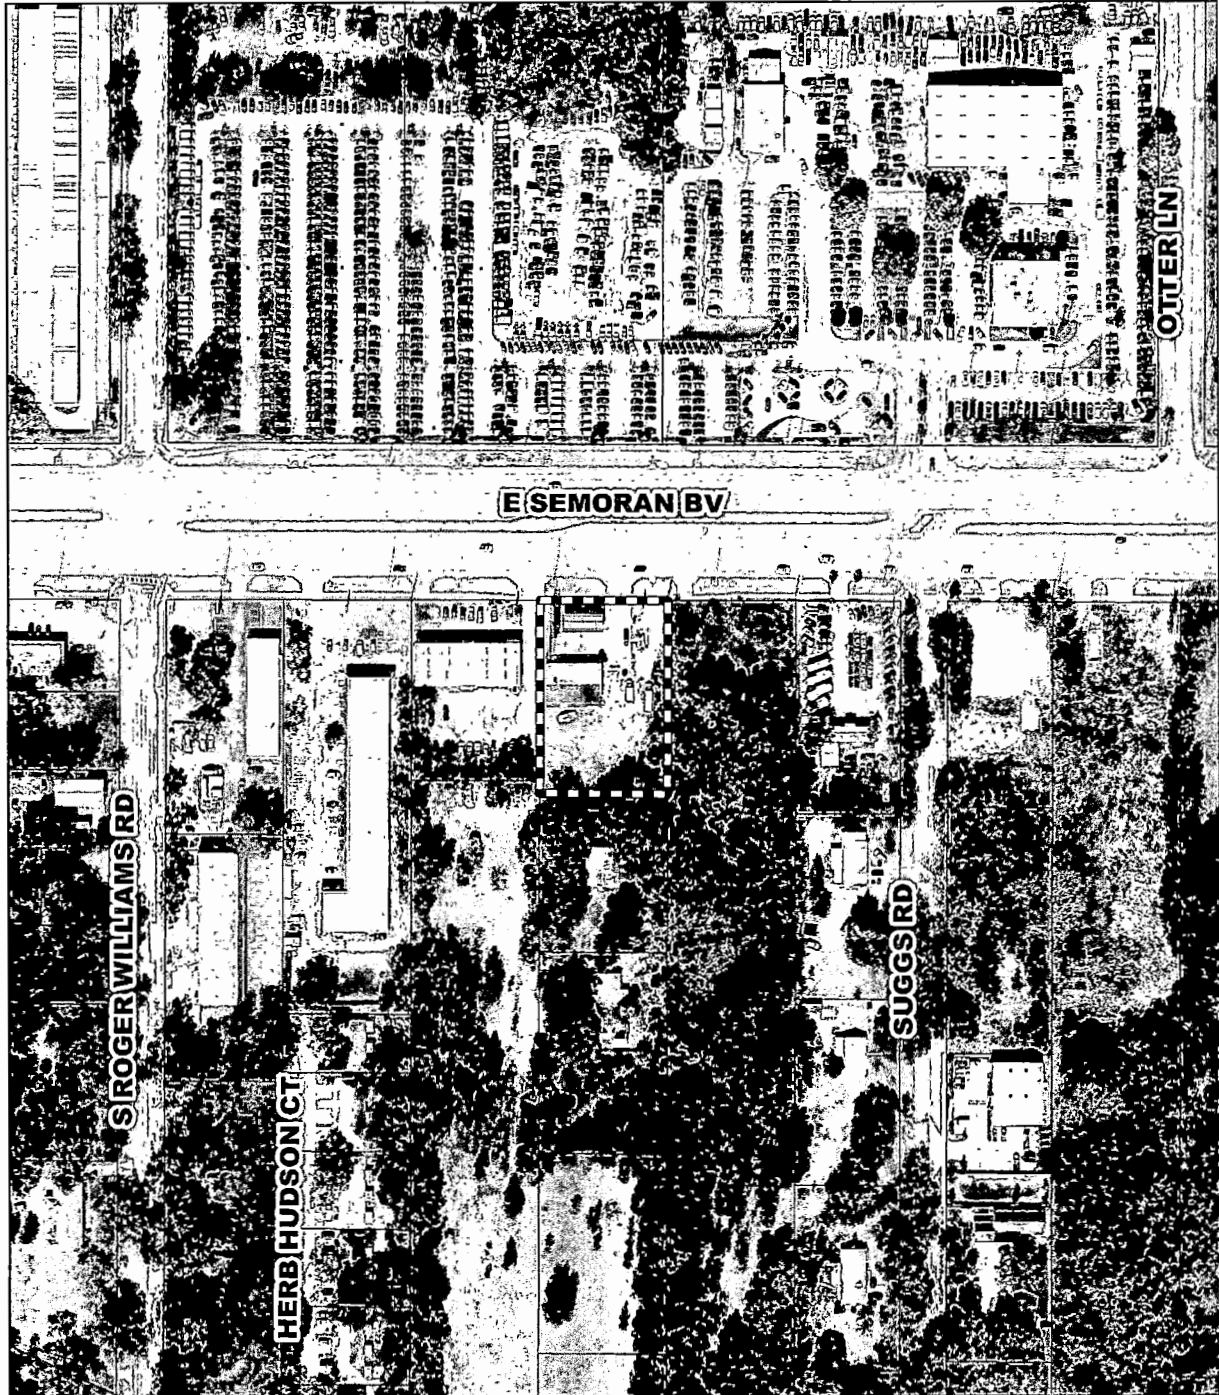 OTTER LN
E SEMORAN BV
S ROGER WILLIAMS RD
SUGGS RD
HERB HUDSON CT